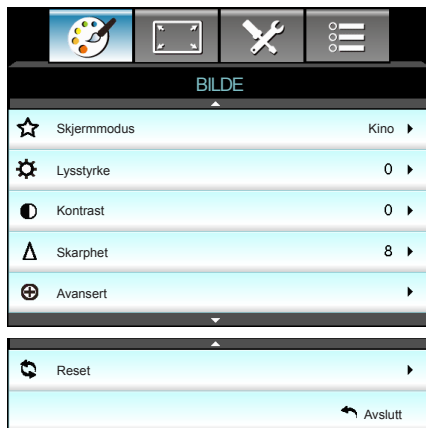 BILDE
Skjermmodus Kino
Lysstyrke 0
Kontrast 0
Skarphet 8
Avansert
Reset
Avslutt